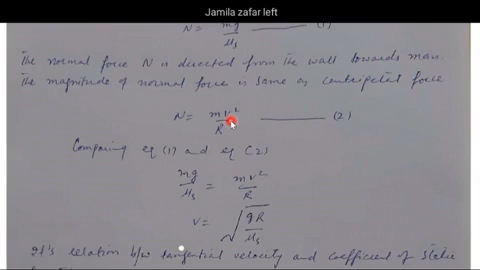 Jamila zafar left
N = mg/μs ——— (1)
The normal force N is directed from the wall towards man.
The magnitude of normal force is same as centripetal force
N = mv²/R ——— (2)
Comparing eq (1) and eq (2)
mg/μs = mv²/R
v = √(gR/μs)
It's relation b/w tangential velocity and coefficient of static